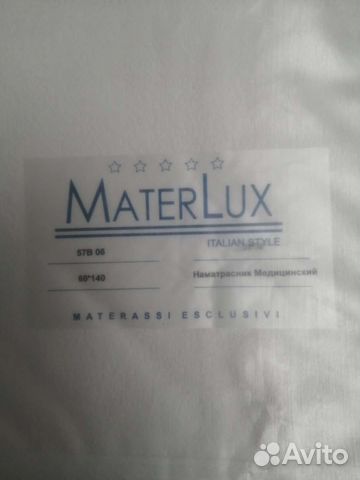 MATERLUX
ITALIAN STYLE
57B 06
60*140
Наматрасник Медицинский
MATERASSI ESCLUSIVI
Avito